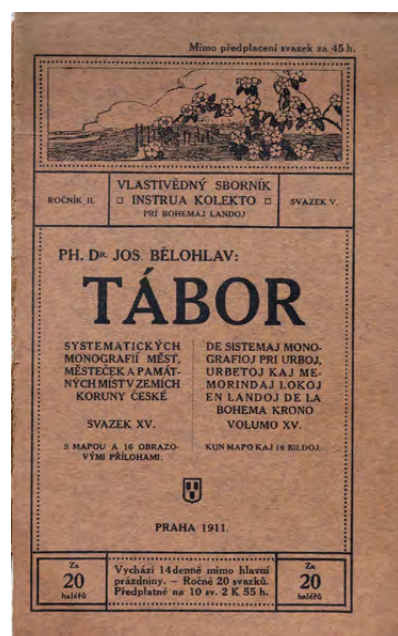 Mimo předplacení svazek za 45 h.
ROČNÍK II.
VLASTIVĚDNÝ SBORNÍK
INSTRUA KOLEKTO
PRI BOHEMAJ LANDOJ
SVAZEK V.
PH. DR. JOS. BĚLOHLAV:
TÁBOR
SYSTEMATICKÝCH
MONOGRAFIÍ MĚST,
MĚSTEČEK A PAMÁT-
NÝCH MÍST V ZEMÍCH
KORUNY ČESKÉ
SVAZEK XV.
S MAPOU A 16 OBRAZO-
VÝMI PŘÍLOHAMI.
DE SISTEMAJ MONO-
GRAFIOJ PRI URBOJ,
URBETOJ KAJ ME-
MORINDAJ LOKOJ
EN LANDOJ DE LA
BOHEMA KRONO
VOLUMO XV.
KUN MAPO KAJ 16 BILDOJ.
PRAHA 1911.
Za
20
haléřů
Vychází 14denně mimo hlavní
prázdniny. – Ročně 20 svazků.
Předplatné na 10 sv. 2 K 55 h.
Za
20
haléřů